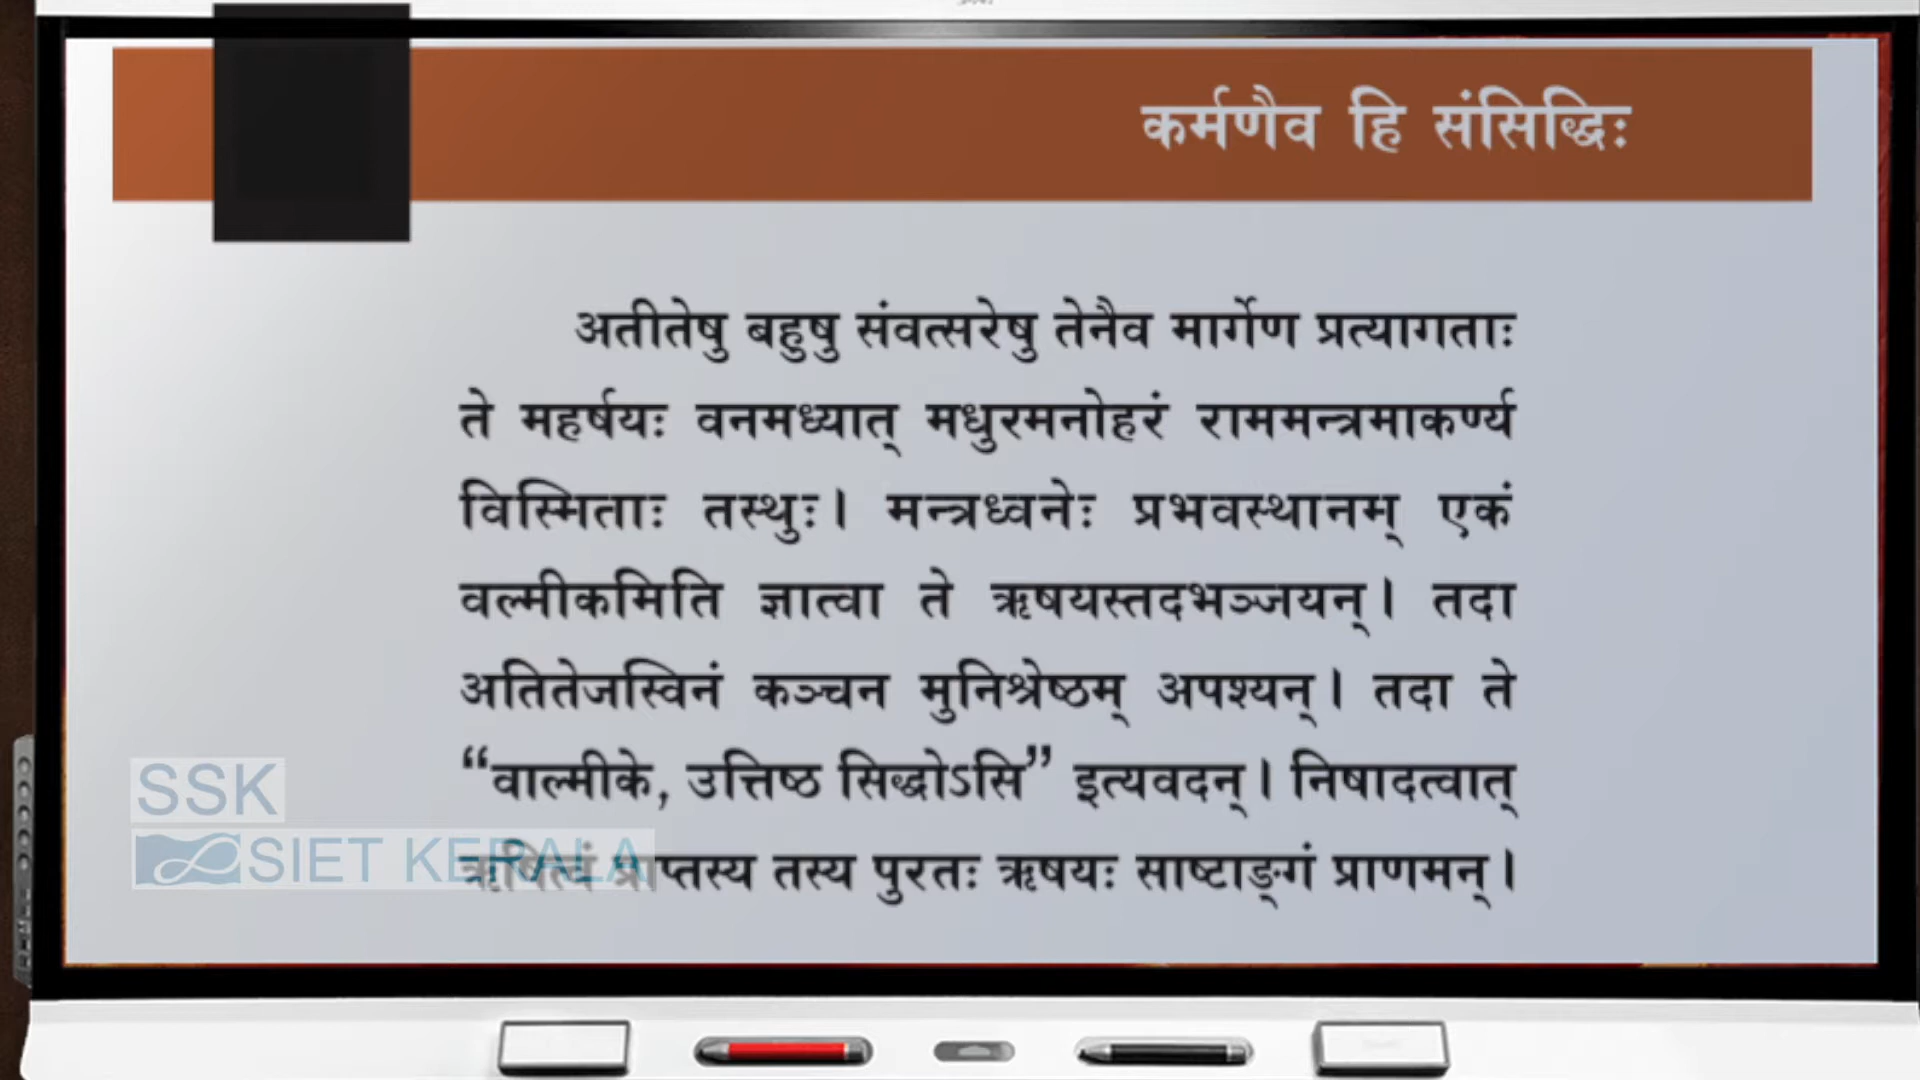 कर्मणैव हि संसिद्धिः
अतीतेषु बहुषु संवत्सरेषु तेनैव मार्गेण प्रत्यागताः
ते महर्षयः वनमध्यात् मधुरमनोहरं राममन्त्रमाकर्ण्य
विस्मिताः तस्थुः। मन्त्रध्वनेः प्रभवस्थानम् एकं
वल्मीकमिति ज्ञात्वा ते ऋषयस्तदभञ्जयन्। तदा
अतितेजस्विनं कञ्चन मुनिश्रेष्ठम् अपश्यन्। तदा ते
“वाल्मीके, उत्तिष्ठ सिद्धोऽसि” इत्यवदन्। निषादत्वात्
ऋषित्वं प्राप्तस्य तस्य पुरतः ऋषयः साष्टाङ्गं प्राणमन्।
SSK
SIET KERALA